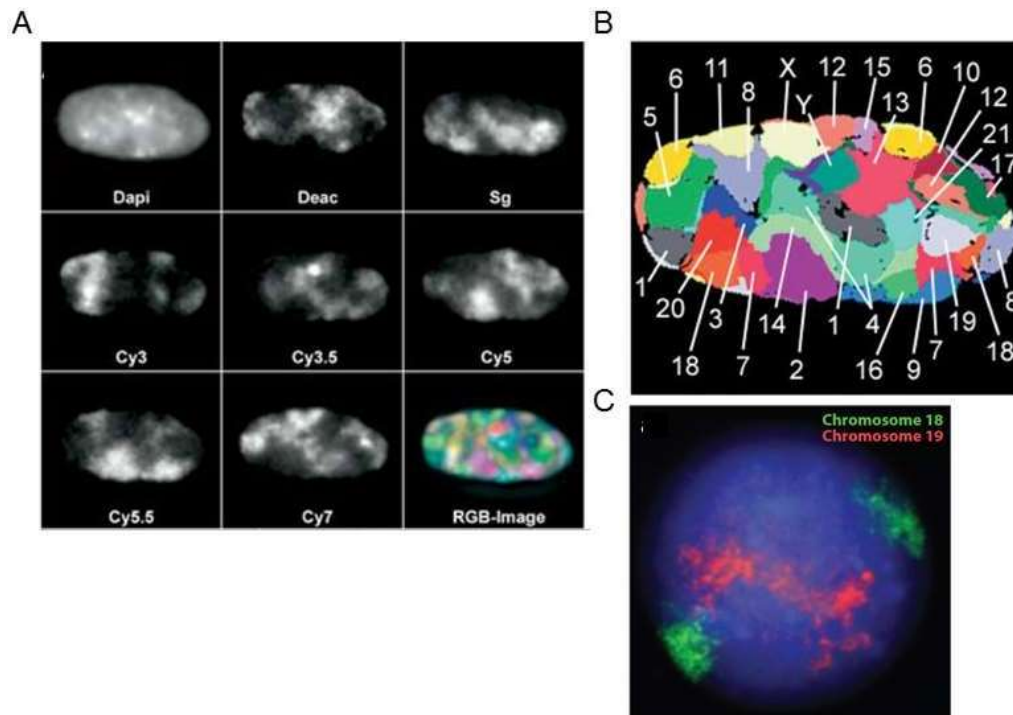 A
Dapi
Deac
Sg
Cy3
Cy3.5
Cy5
Cy5.5
Cy7
RGB-Image
B
11 X 12 15 6 10
6 8 Y 13 12
5 21
17
1 20 3 14 1 4 19 8
18 7 2 16 9 7 18
C
Chromosome 18
Chromosome 19